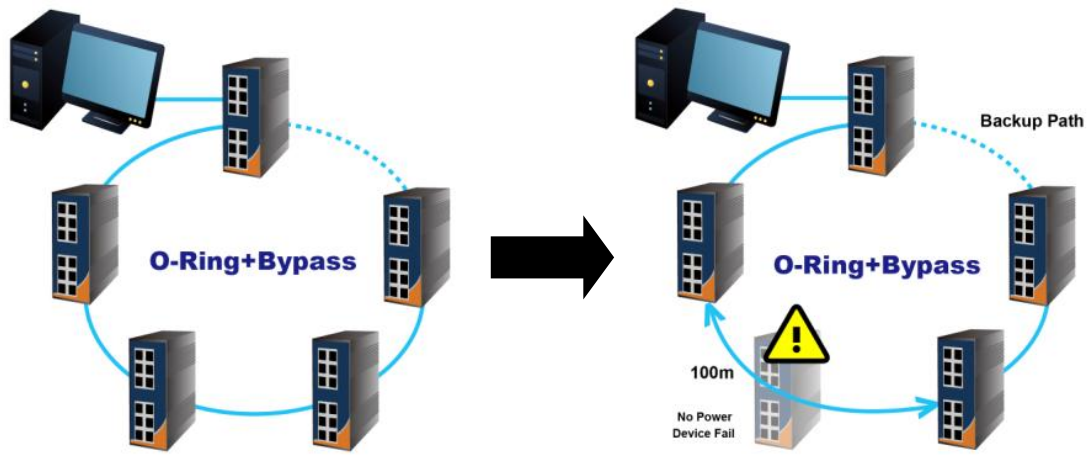 O-Ring+Bypass
Backup Path
O-Ring+Bypass
100m
No Power
Device Fail